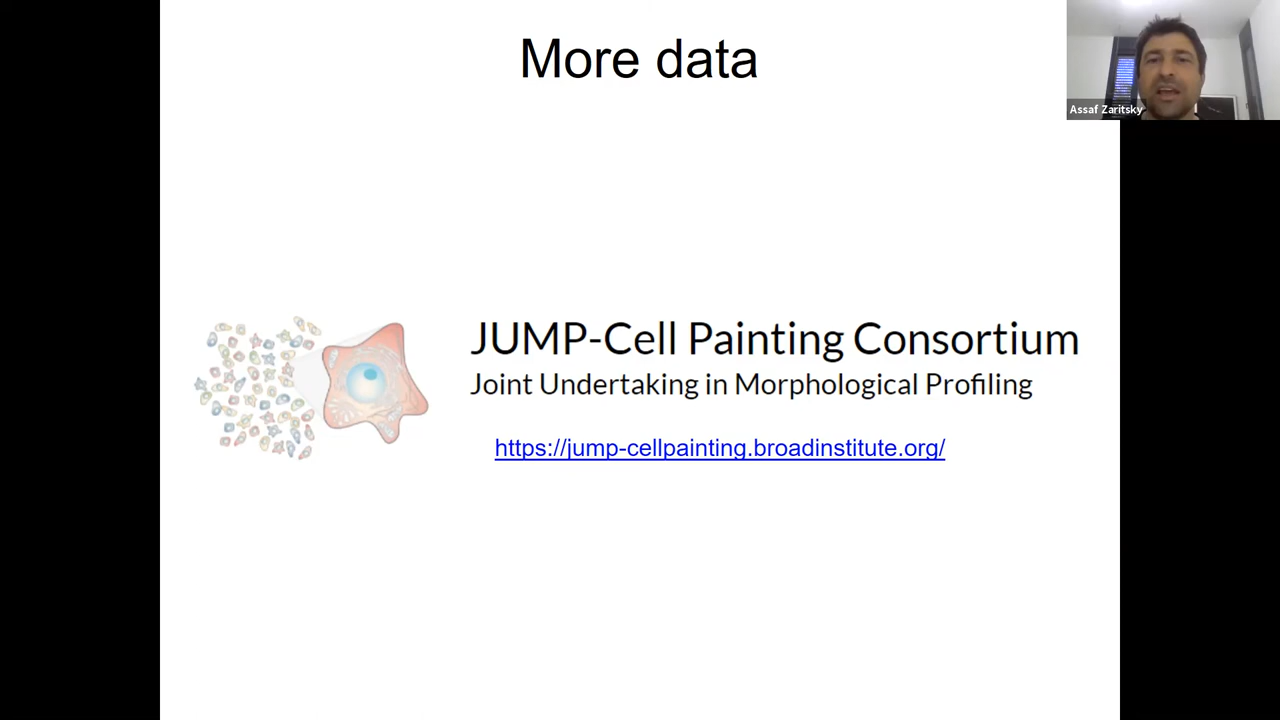 More data
Assaf Zaritsky
JUMP-Cell Painting Consortium
Joint Undertaking in Morphological Profiling
https://jump-cellpainting.broadinstitute.org/